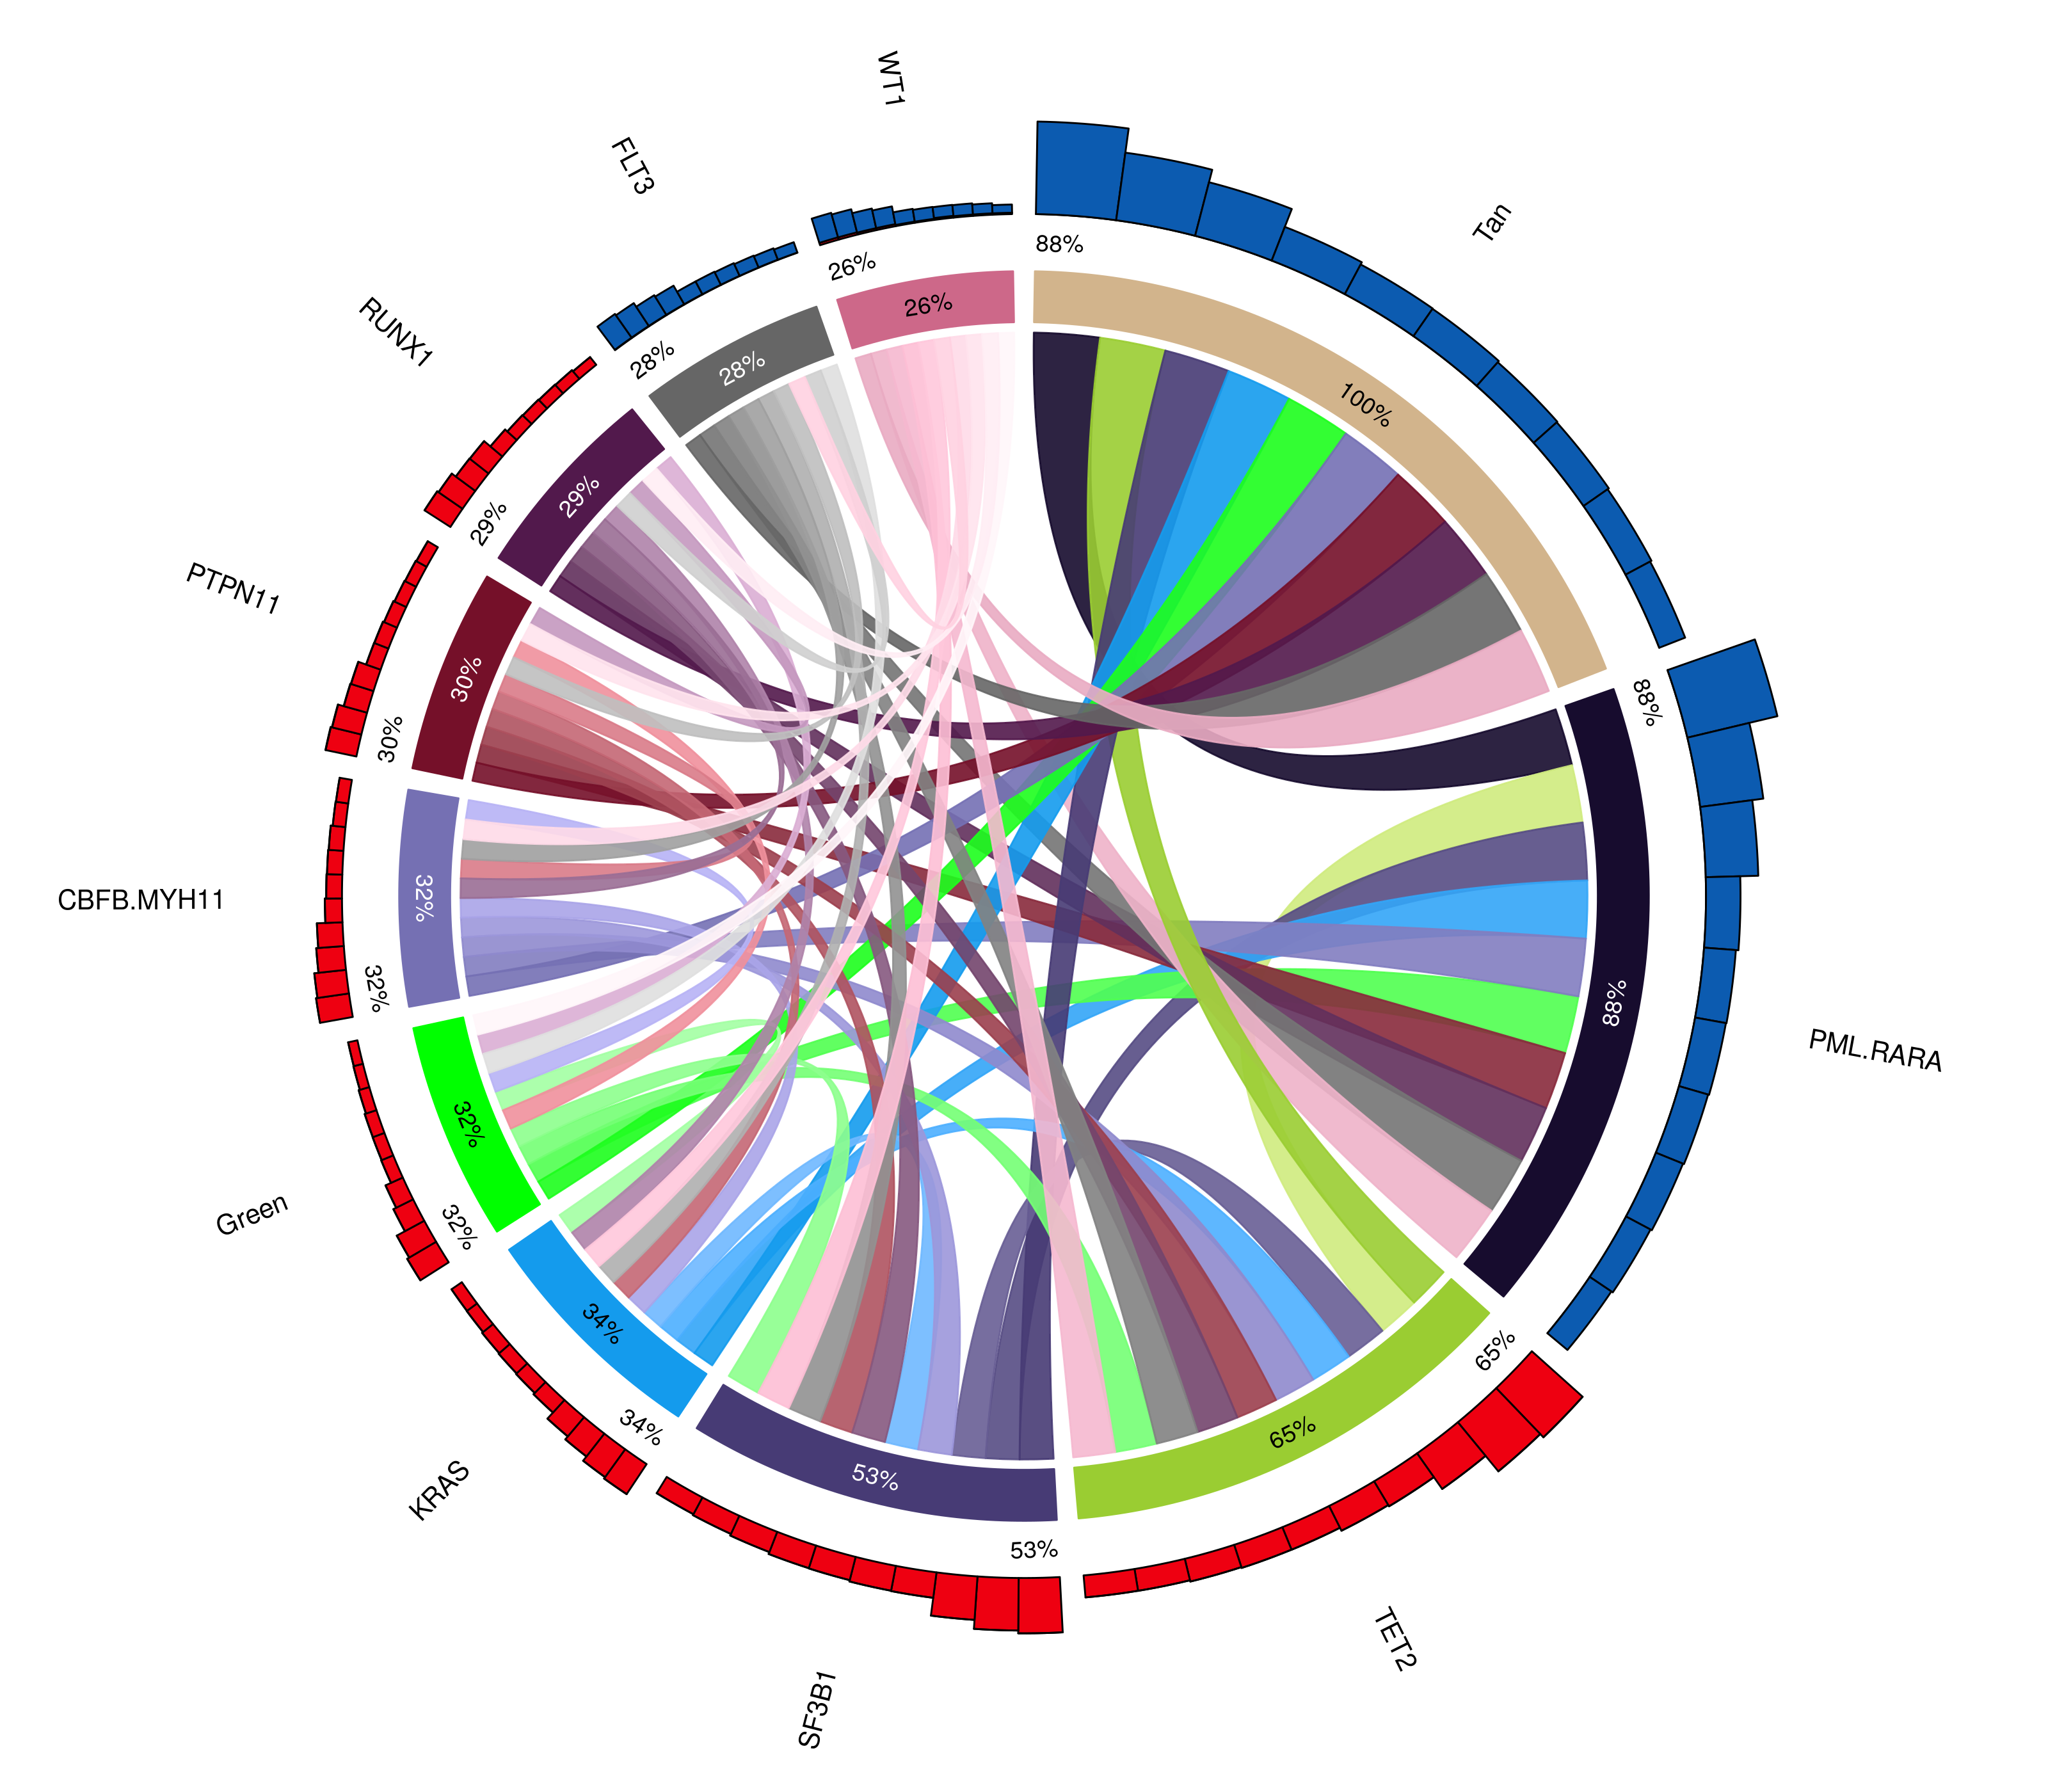 WT1
FLT3
RUNX1
PTPN11
CBFB.MYH11
Green
KRAS
SF3B1
TET2
PML.RARA
Tan
88%
100%
88%
88%
65%
65%
53%
53%
34%
34%
32%
32%
32%
32%
30%
30%
29%
29%
28%
28%
26%
26%